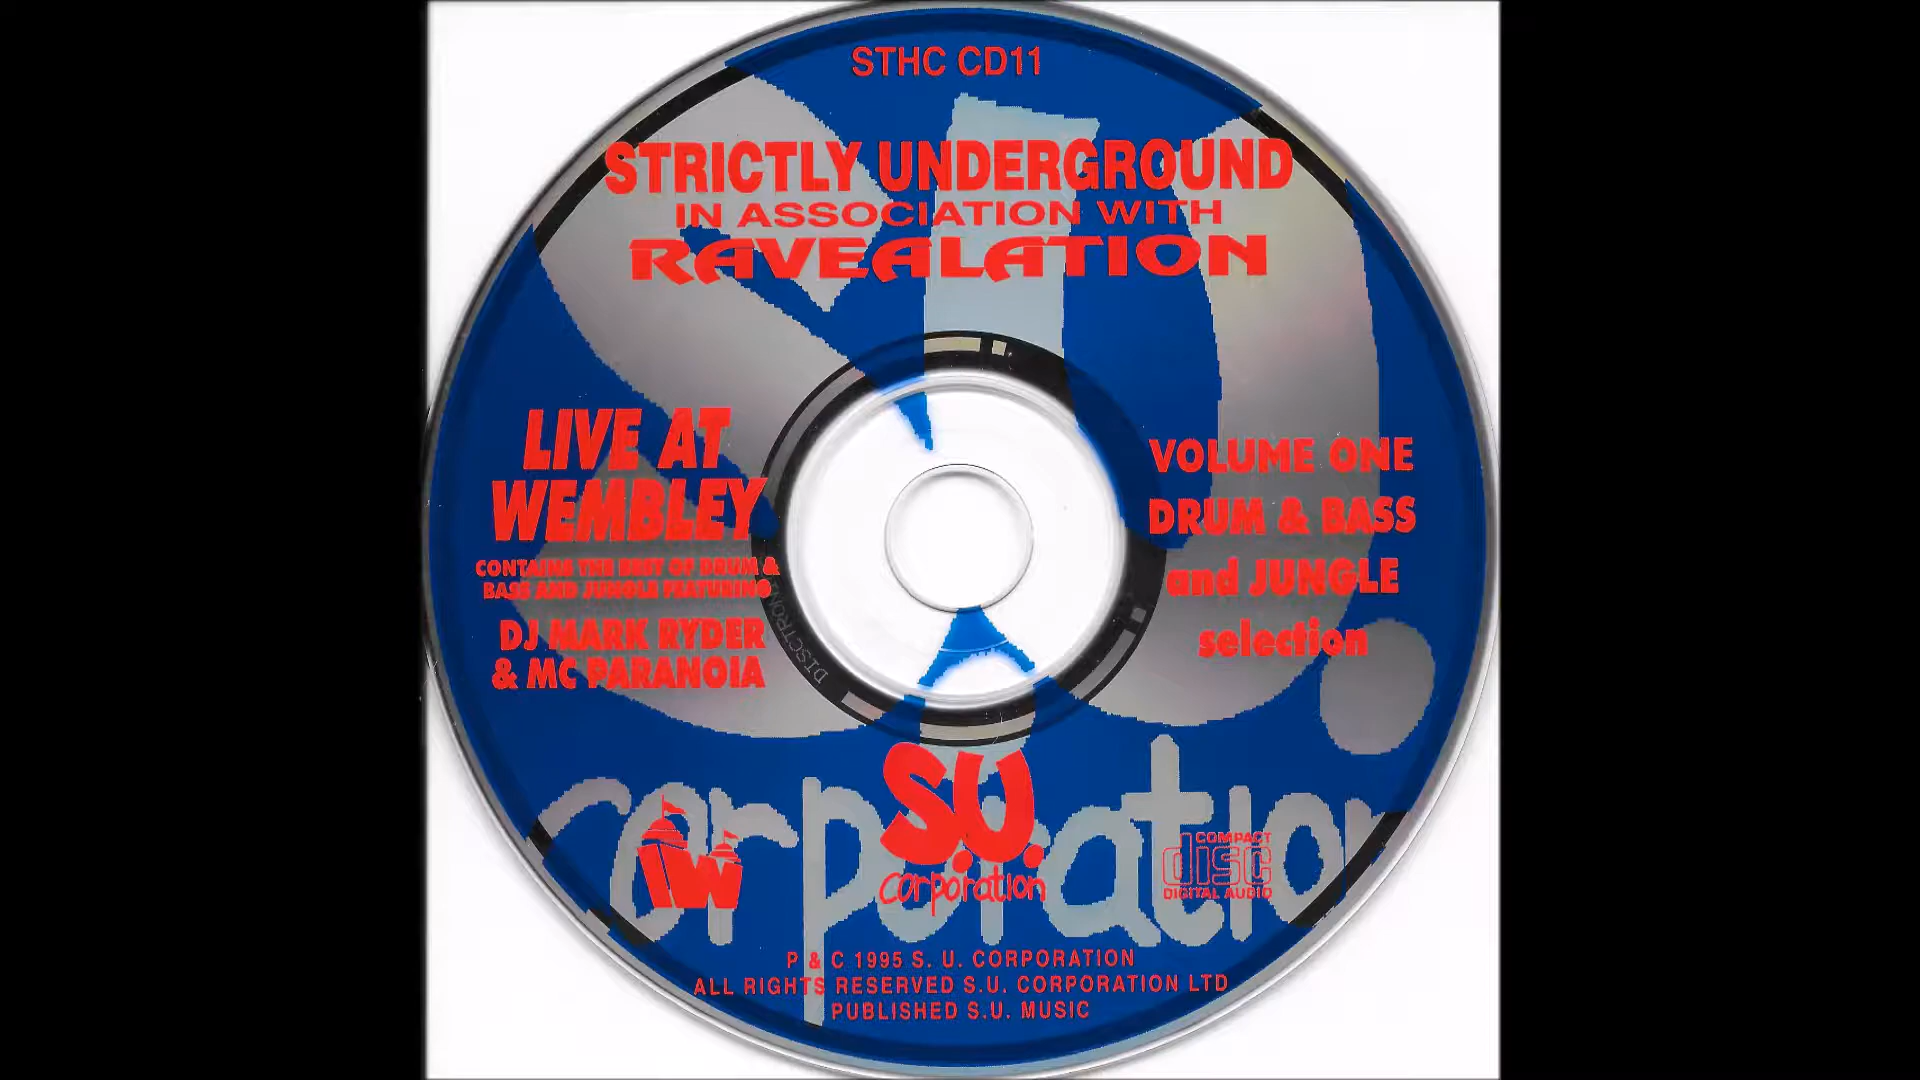 STHC CD11
STRICTLY UNDERGROUND
IN ASSOCIATION WITH
RAVEALATION
LIVE AT
WEMBLEY
CONTAINS THE BEST OF DRUM &
BASS AND JUNGLE FEATURING
DJ MARK RYDER
& MC PARANOIA
VOLUME ONE
DRUM & BASS
and JUNGLE
selection
S.U.
corporation
S.U.
corporation
IW
COMPACT
disc
DIGITAL AUDIO
P & C 1995 S. U. CORPORATION
ALL RIGHTS RESERVED S.U. CORPORATION LTD
PUBLISHED S.U. MUSIC